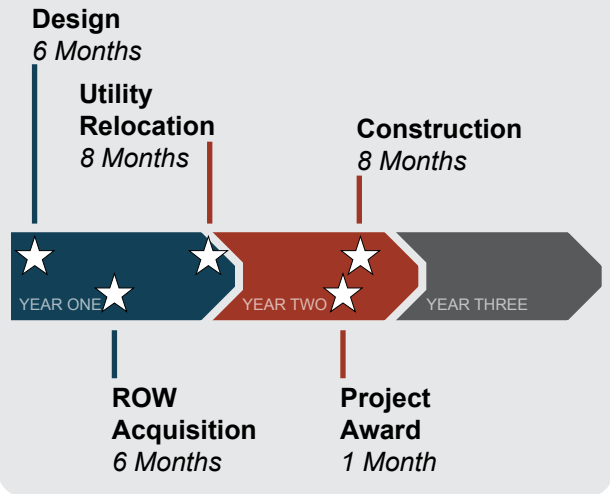 Design
6 Months
Utility
Relocation
8 Months
Construction
8 Months
YEAR ONE
YEAR TWO
YEAR THREE
ROW
Acquisition
6 Months
Project
Award
1 Month